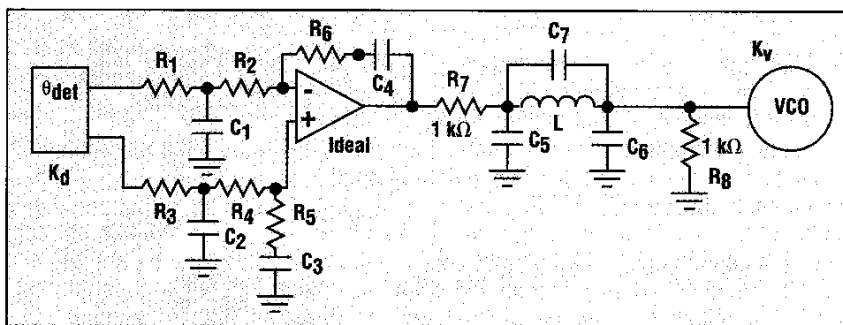 C₇
Kᵥ
R₆
θdet
R₁
R₂
C₄
R₇
-
+
VCO
C₁
Ideal
1 kΩ
C₅
L
C₆
1 kΩ
R₈
K_d
R₃
R₄
R₅
C₂
C₃